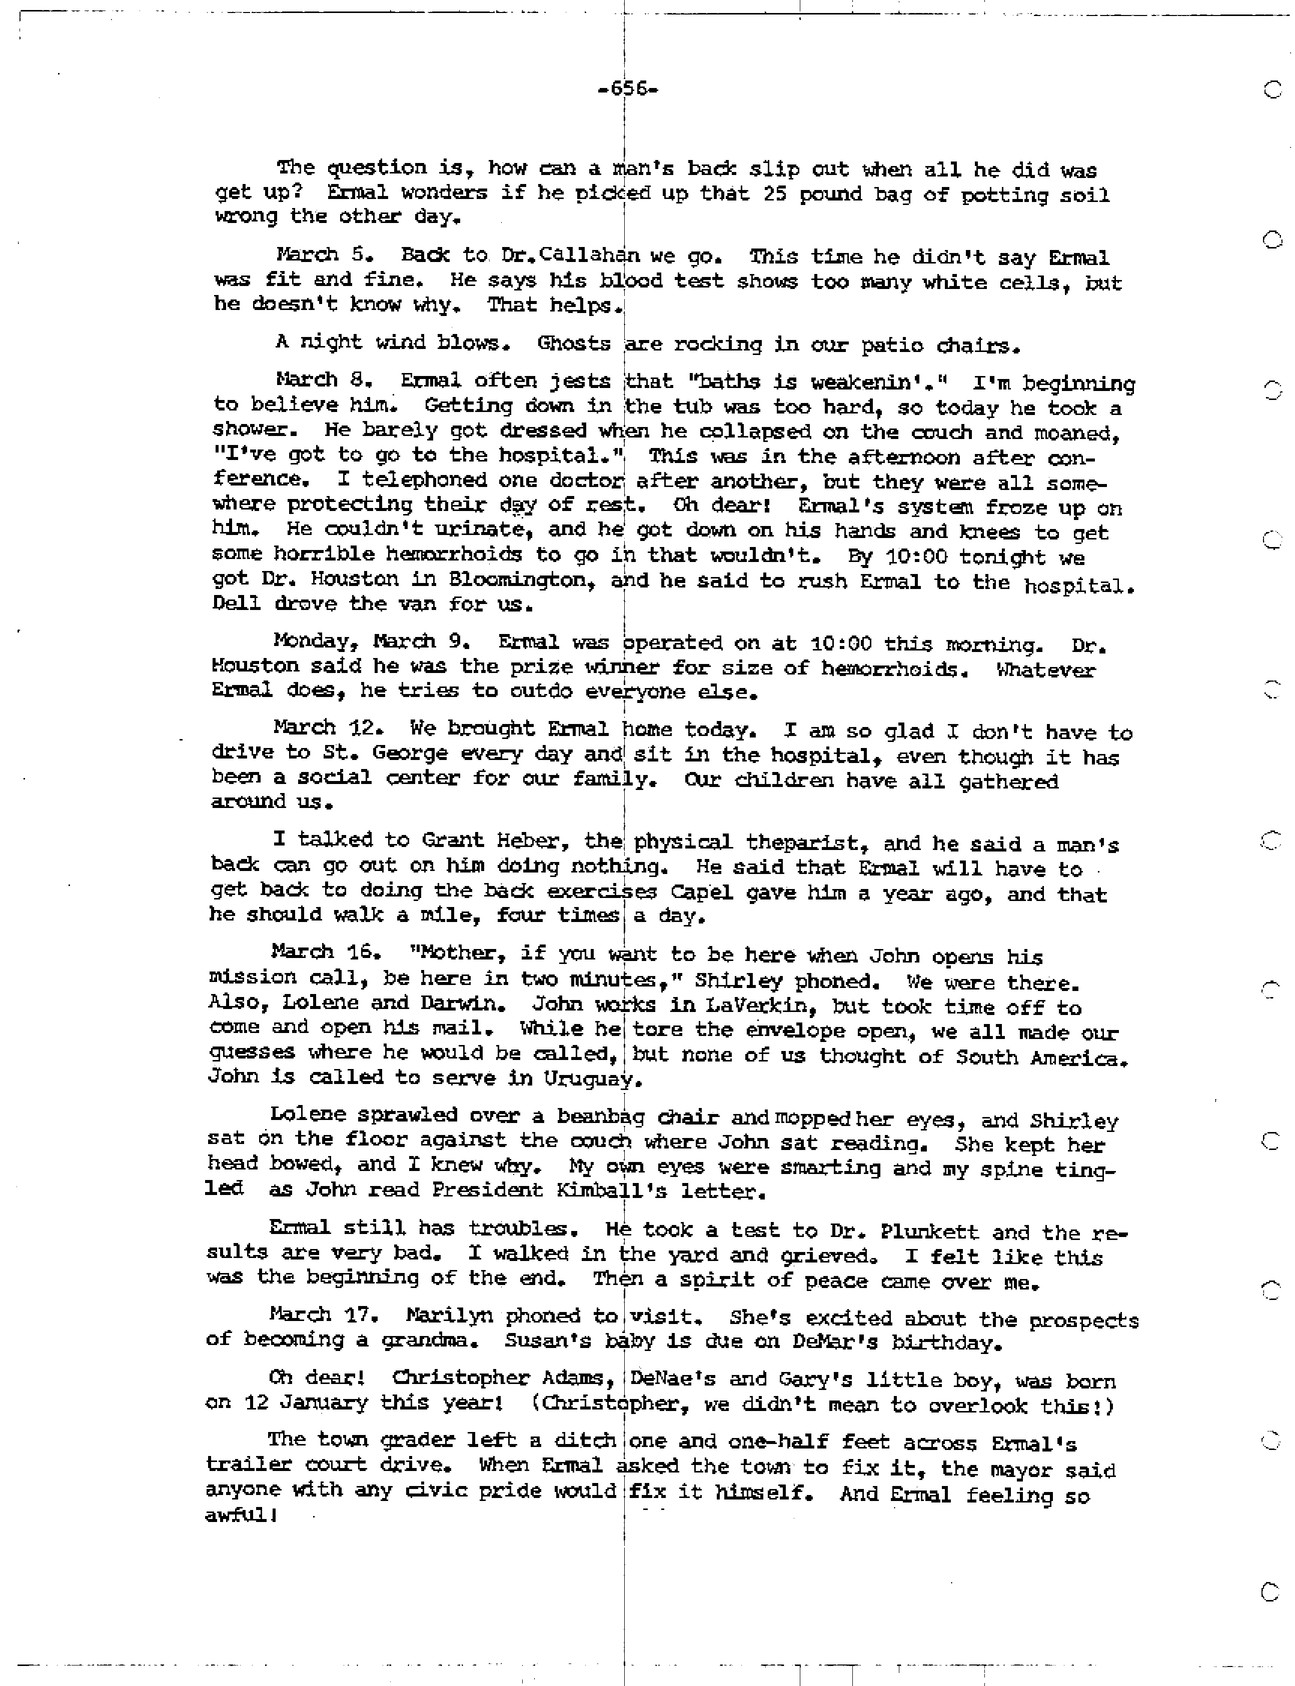 -656-
The question is, how can a man's back slip out when all he did was
get up? Ermal wonders if he picked up that 25 pound bag of potting soil
wrong the other day.
March 5. Back to Dr.Callahan we go. This time he didn't say Ermal
was fit and fine. He says his blood test shows too many white cells, but
he doesn't know why. That helps.
A night wind blows. Ghosts are rocking in our patio chairs.
March 8. Ermal often jests that "baths is weakenin'." I'm beginning
to believe him. Getting down in the tub was too hard, so today he took a
shower. He barely got dressed when he collapsed on the couch and moaned,
"I've got to go to the hospital." This was in the afternoon after con-
ference. I telephoned one doctor after another, but they were all some-
where protecting their day of rest. Oh dear! Ermal's system froze up on
him. He couldn't urinate, and he got down on his hands and knees to get
some horrible hemorrhoids to go in that wouldn't. By 10:00 tonight we
got Dr. Houston in Bloomington, and he said to rush Ermal to the hospital.
Dell drove the van for us.
Monday, March 9. Ermal was operated on at 10:00 this morning. Dr.
Houston said he was the prize winner for size of hemorrhoids. Whatever
Ermal does, he tries to outdo everyone else.
March 12. We brought Ermal home today. I am so glad I don't have to
drive to St. George every day and sit in the hospital, even though it has
been a social center for our family. Our children have all gathered
around us.
I talked to Grant Heber, the physical theparist, and he said a man's
back can go out on him doing nothing. He said that Ermal will have to
get back to doing the back exercises Capel gave him a year ago, and that
he should walk a mile, four times a day.
March 16. "Mother, if you want to be here when John opens his
mission call, be here in two minutes," Shirley phoned. We were there.
Also, Lolene and Darwin. John works in LaVerkin, but took time off to
come and open his mail. While he tore the envelope open, we all made our
guesses where he would be called, but none of us thought of South America.
John is called to serve in Uruguay.
Lolene sprawled over a beanbag chair and mopped her eyes, and Shirley
sat on the floor against the couch where John sat reading. She kept her
head bowed, and I knew why. My own eyes were smarting and my spine ting-
led as John read President Kimball's letter.
Ermal still has troubles. He took a test to Dr. Plunkett and the re-
sults are very bad. I walked in the yard and grieved. I felt like this
was the beginning of the end. Then a spirit of peace came over me.
March 17. Marilyn phoned to visit. She's excited about the prospects
of becoming a grandma. Susan's baby is due on DeMar's birthday.
Oh dear! Christopher Adams, DeNae's and Gary's little boy, was born
on 12 January this year! (Christopher, we didn't mean to overlook this!)
The town grader left a ditch one and one-half feet across Ermal's
trailer court drive. When Ermal asked the town to fix it, the mayor said
anyone with any civic pride would fix it himself. And Ermal feeling so
awful!